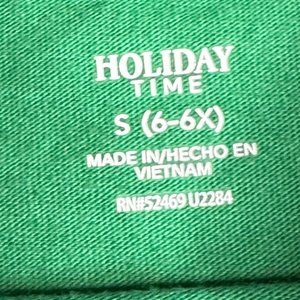 HOLIDAY
TIME
S (6-6X)
MADE IN/HECHO EN
VIETNAM
RN#52469 U2284